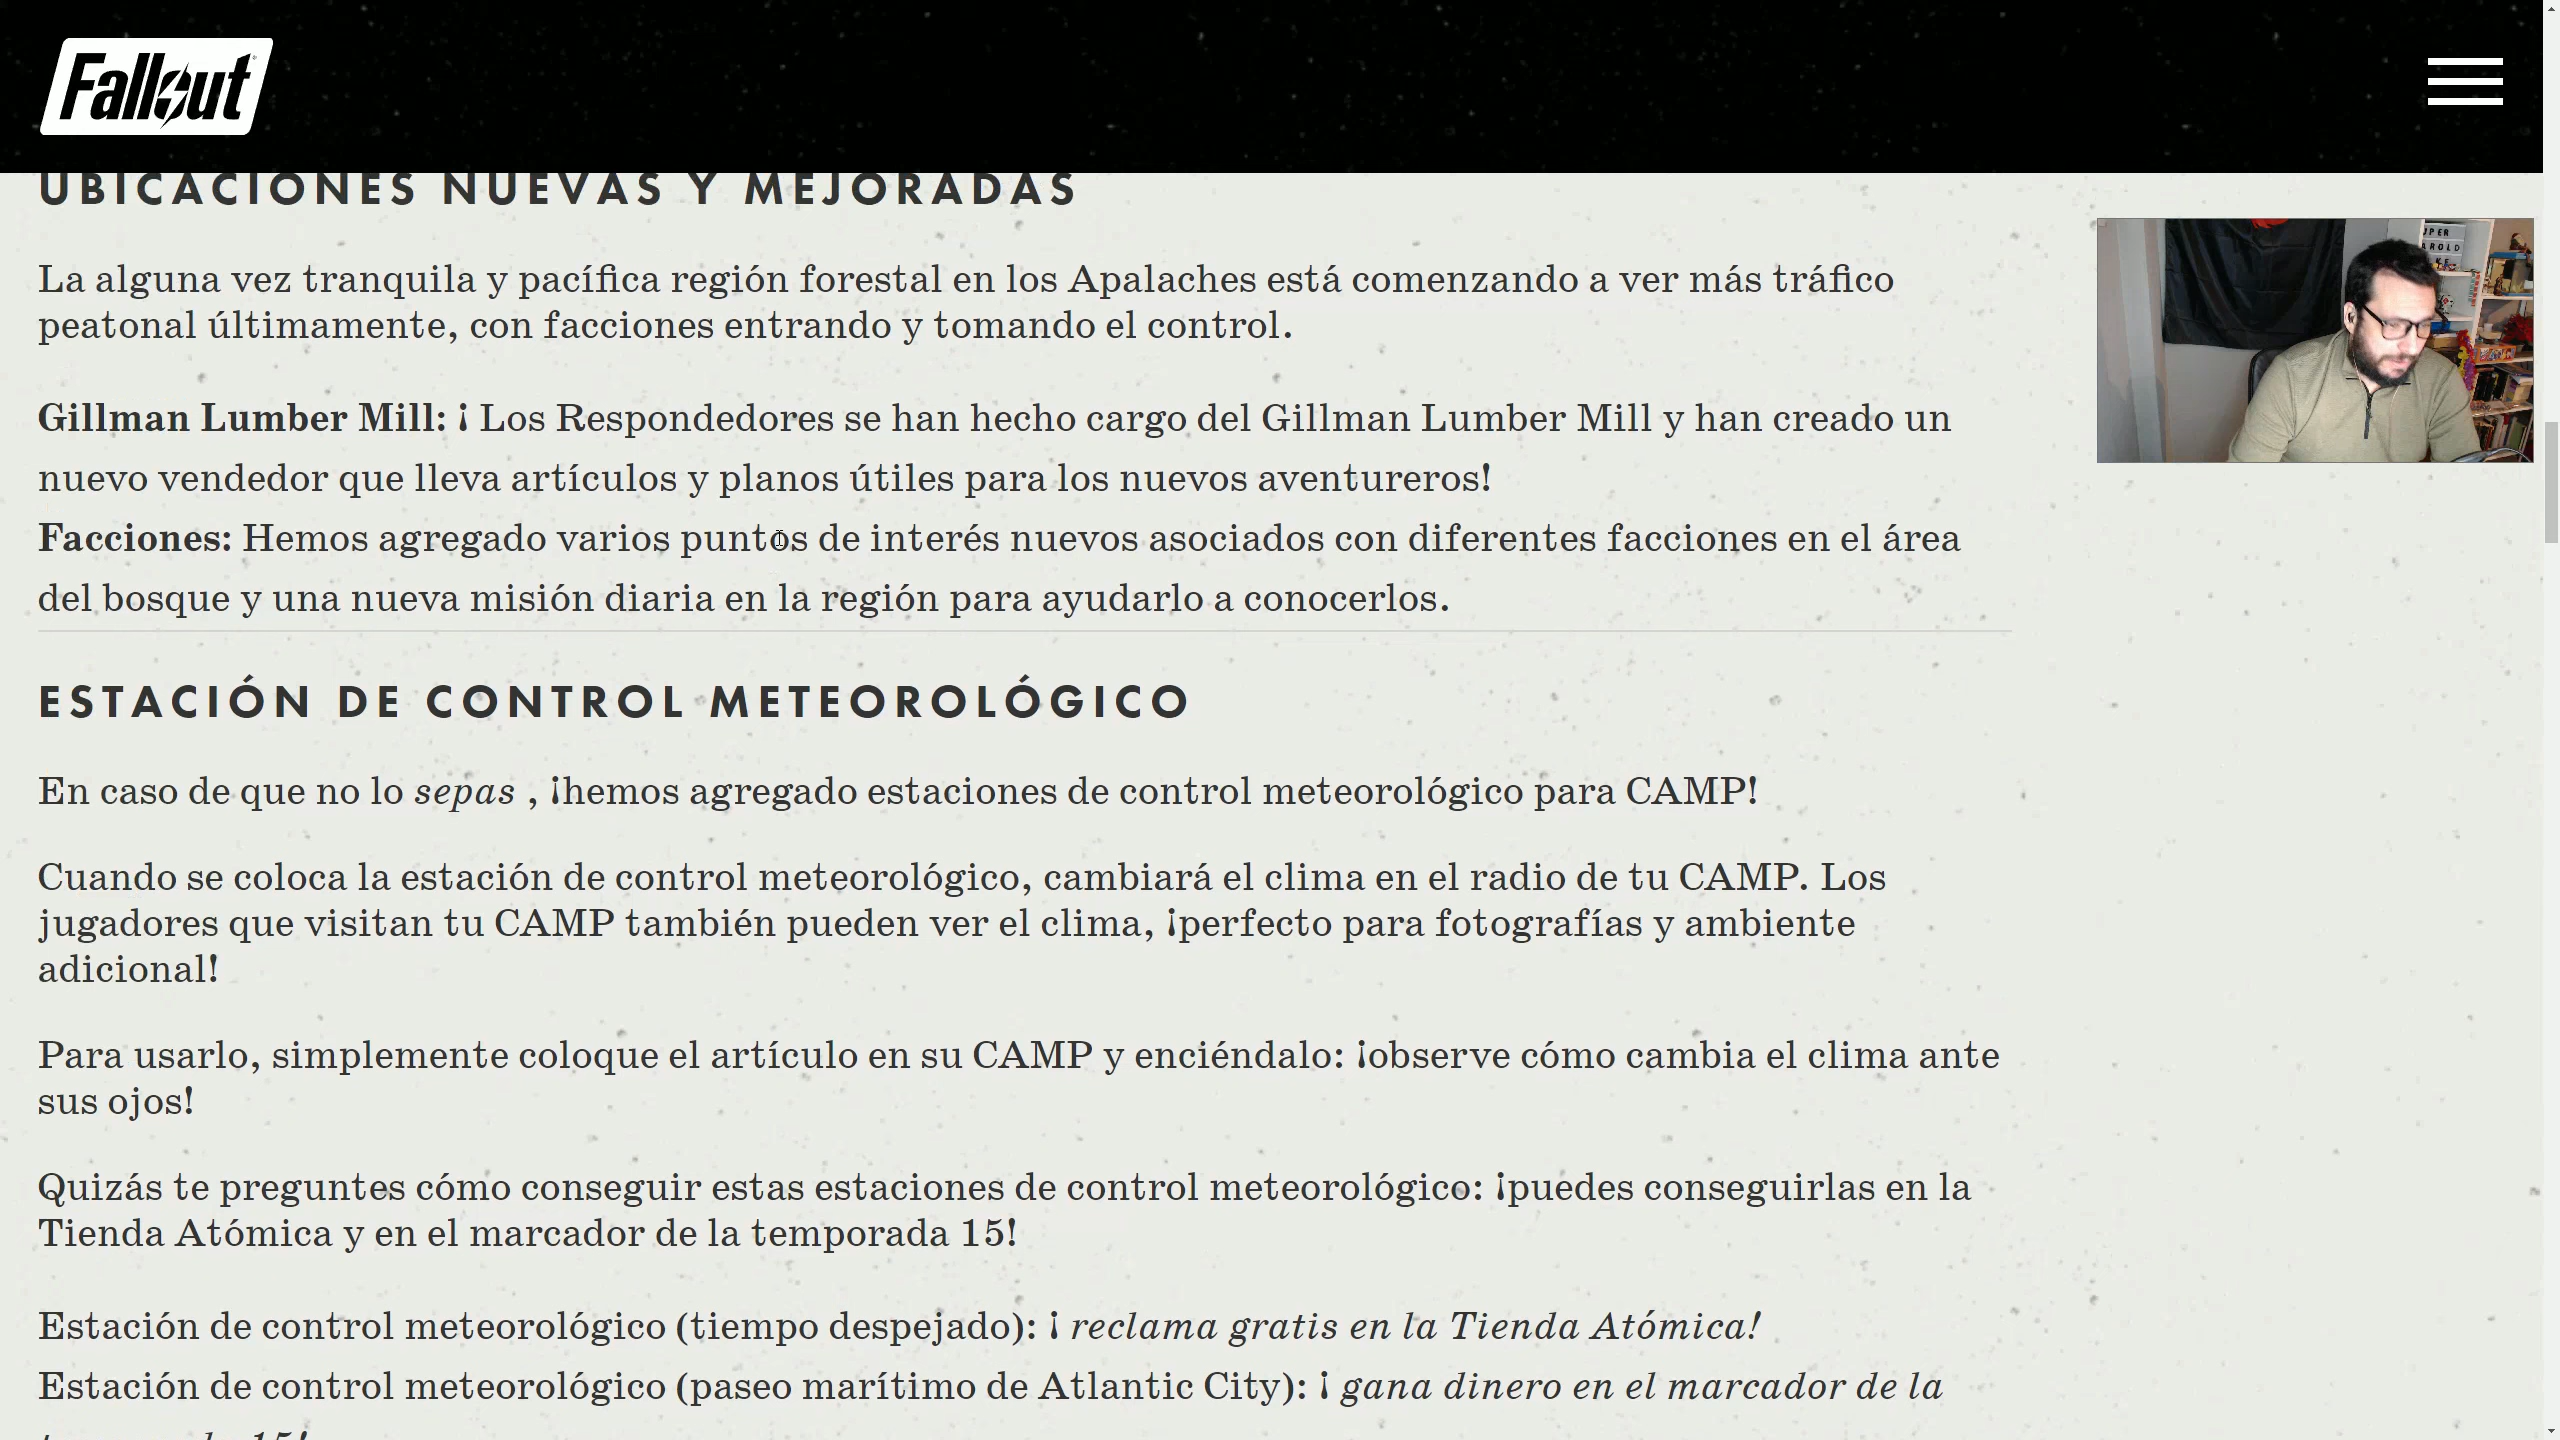 Fallout
UBICACIONES NUEVAS Y MEJORADAS
La alguna vez tranquila y pacífica región forestal en los Apalaches está comenzando a ver más tráfico
peatonal últimamente, con facciones entrando y tomando el control.
Gillman Lumber Mill: ¡ Los Respondedores se han hecho cargo del Gillman Lumber Mill y han creado un
nuevo vendedor que lleva artículos y planos útiles para los nuevos aventureros!
Facciones: Hemos agregado varios puntos de interés nuevos asociados con diferentes facciones en el área
del bosque y una nueva misión diaria en la región para ayudarlo a conocerlos.
ESTACIÓN DE CONTROL METEOROLÓGICO
En caso de que no lo sepas , ¡hemos agregado estaciones de control meteorológico para CAMP!
Cuando se coloca la estación de control meteorológico, cambiará el clima en el radio de tu CAMP. Los
jugadores que visitan tu CAMP también pueden ver el clima, ¡perfecto para fotografías y ambiente
adicional!
Para usarlo, simplemente coloque el artículo en su CAMP y enciéndalo: ¡observe cómo cambia el clima ante
sus ojos!
Quizás te preguntes cómo conseguir estas estaciones de control meteorológico: ¡puedes conseguirlas en la
Tienda Atómica y en el marcador de la temporada 15!
Estación de control meteorológico (tiempo despejado): ¡ reclama gratis en la Tienda Atómica!
Estación de control meteorológico (paseo marítimo de Atlantic City): ¡ gana dinero en el marcador de la
15!